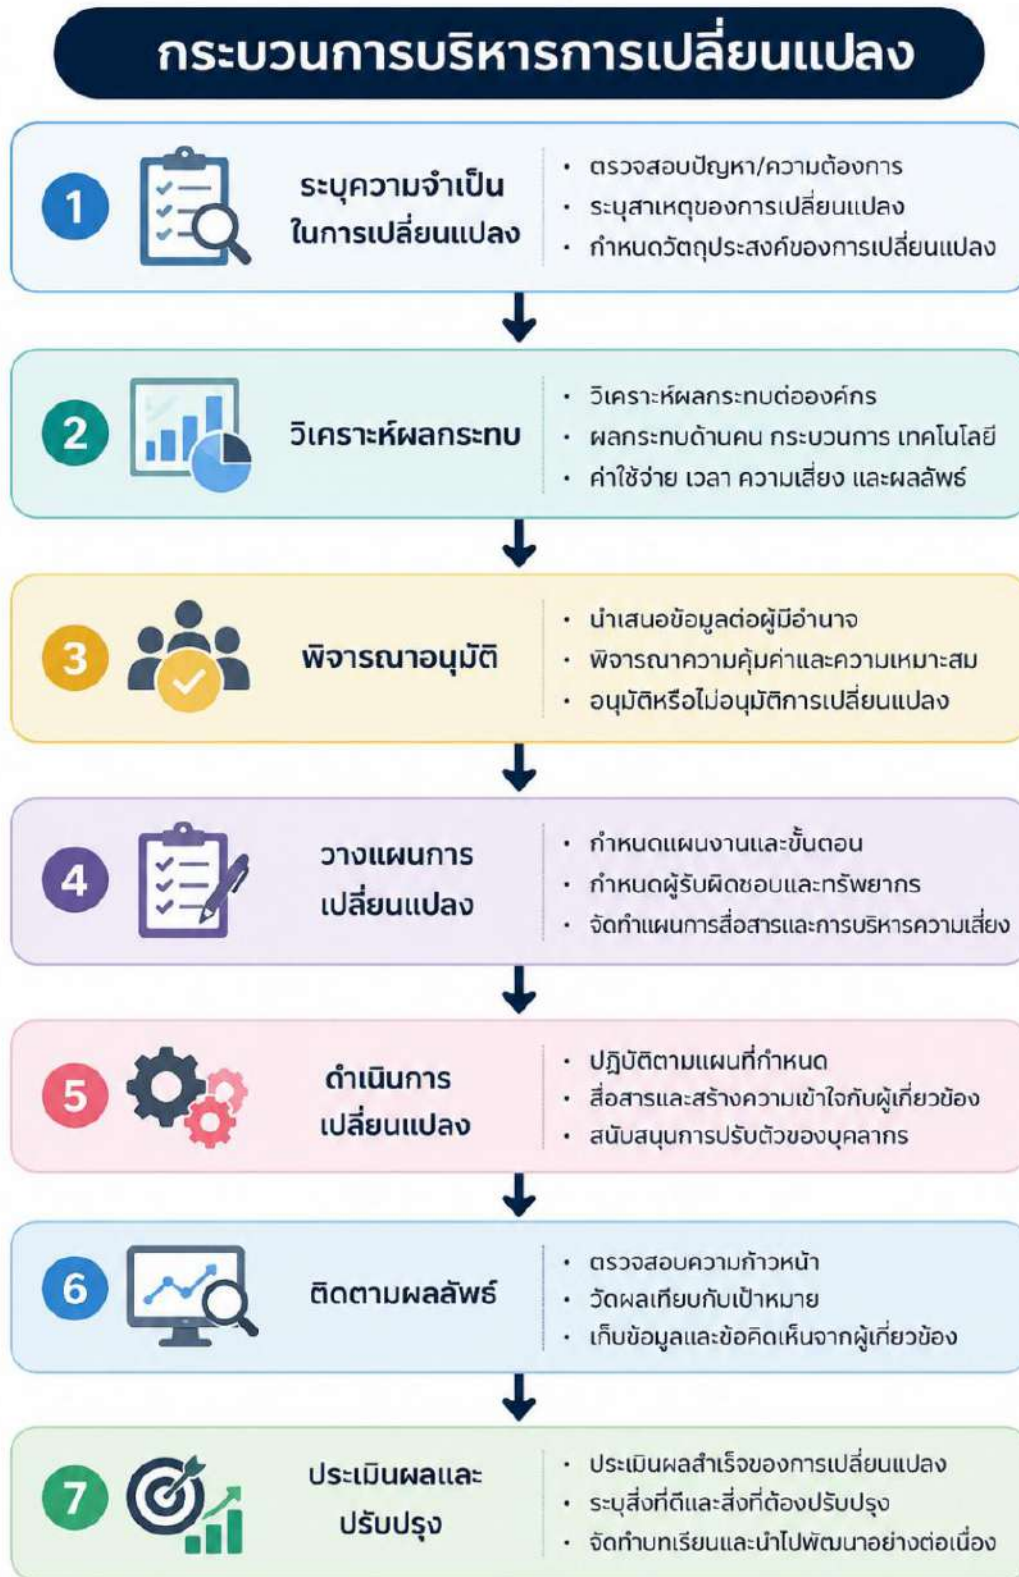 กระบวนการบริหารการเปลี่ยนแปลง
1
ระบุความจำเป็น
ในการเปลี่ยนแปลง
• ตรวจสอบปัญหา/ความต้องการ
• ระบุสาเหตุของการเปลี่ยนแปลง
• กำหนดวัตถุประสงค์ของการเปลี่ยนแปลง
2
วิเคราะห์ผลกระทบ
• วิเคราะห์ผลกระทบต่อองค์กร
• ผลกระทบด้านคน กระบวนการ เทคโนโลยี
• ค่าใช้จ่าย เวลา ความเสี่ยง และผลลัพธ์
3
พิจารณาอนุมัติ
• นำเสนอข้อมูลต่อผู้มีอำนาจ
• พิจารณาความคุ้มค่าและความเหมาะสม
• อนุมัติหรือไม่อนุมัติการเปลี่ยนแปลง
4
วางแผนการ
เปลี่ยนแปลง
• กำหนดแผนงานและขั้นตอน
• กำหนดผู้รับผิดชอบและทรัพยากร
• จัดทำแผนการสื่อสารและการบริหารความเสี่ยง
5
ดำเนินการ
เปลี่ยนแปลง
• ปฏิบัติตามแผนที่กำหนด
• สื่อสารและสร้างความเข้าใจกับผู้เกี่ยวข้อง
• สนับสนุนการปรับตัวของบุคลากร
6
ติดตามผลลัพธ์
• ตรวจสอบความก้าวหน้า
• วัดผลเทียบกับเป้าหมาย
• เก็บข้อมูลและข้อคิดเห็นจากผู้เกี่ยวข้อง
7
ประเมินผลและ
ปรับปรุง
• ประเมินผลสำเร็จของการเปลี่ยนแปลง
• ระบุสิ่งที่ดีและสิ่งที่ต้องปรับปรุง
• จัดทำบทเรียนและนำไปพัฒนาอย่างต่อเนื่อง